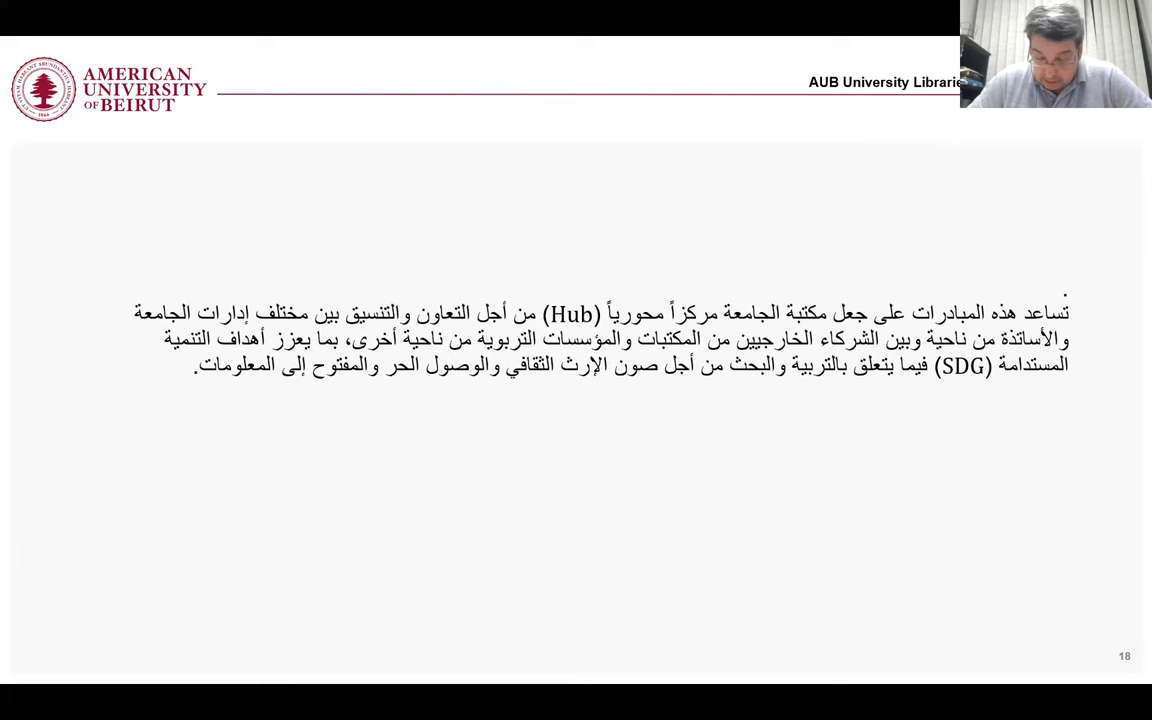 AMERICAN
UNIVERSITY
OF BEIRUT
AUB University Librarie
.
تساعد هذه المبادرات على جعل مكتبة الجامعة مركزاً محورياً (Hub) من أجل التعاون والتنسيق بين مختلف إدارات الجامعة
والأساتذة من ناحية وبين الشركاء الخارجيين من المكتبات والمؤسسات التربوية من ناحية أخرى، بما يعزز أهداف التنمية
المستدامة (SDG) فيما يتعلق بالتربية والبحث من أجل صون الإرث الثقافي والوصول الحر والمفتوح إلى المعلومات.
18